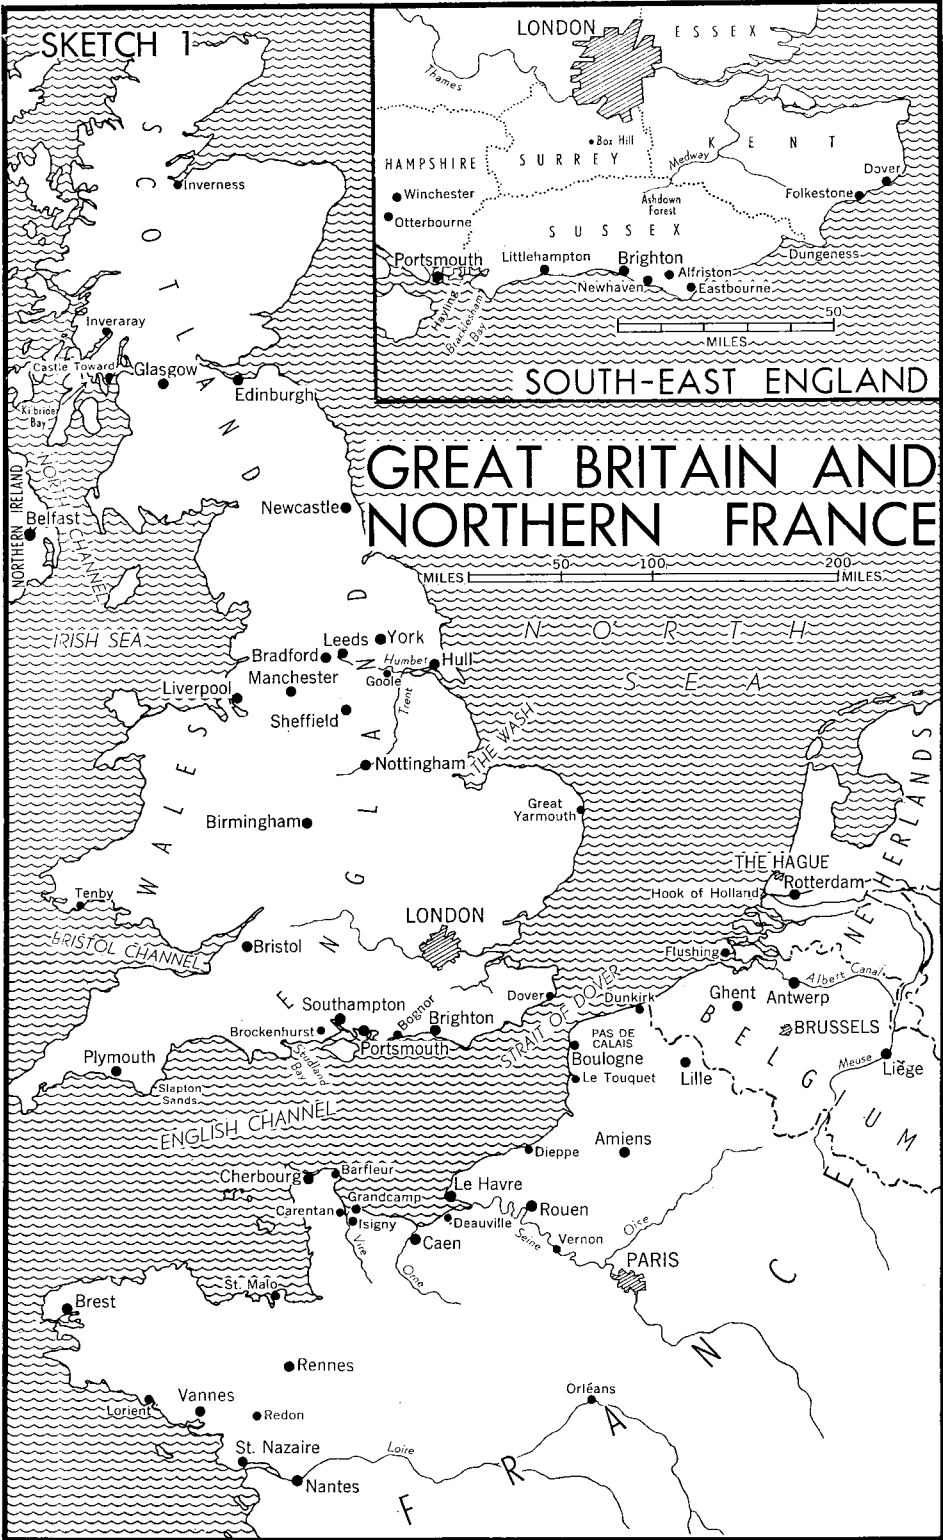 SKETCH 1
LONDON
ESSEX
Thames
Box Hill
KENT
HAMPSHIRE
SURREY
Medway
Dover
Winchester
Folkestone
Ashdown
Forest
Otterbourne
SUSSEX
Portsmouth
Littlehampton
Brighton
Dungeness
Alfriston
Newhaven
Eastbourne
Hayling I
Bracklesham
Bay
50
MILES
SOUTH-EAST ENGLAND
SCOTLAND
Inverness
Inveraray
Castle Toward
Glasgow
Edinburgh
Kilbrider
Bay
GREAT BRITAIN AND
NORTHERN FRANCE
50 100 200
MILES MILES
NORTHERN IRELAND
NORTH CHANNEL
Belfast
Newcastle
IRISH SEA
NORTH
SEA
Leeds
York
Bradford
Humber
Hull
Manchester
Goole
Liverpool
Trent
Sheffield
THE WASH
Nottingham
WALES
ENGLAND
Birmingham
Great
Yarmouth
NETHERLANDS
THE HAGUE
Rotterdam
Hook of Holland
Tenby
LONDON
BRISTOL CHANNEL
Bristol
Flushing
Albert Canal
Dover
STRAIT OF DOVER
Dunkirk
Ghent
Antwerp
Southampton
Bognor
Brighton
Brockenhurst
Portsmouth
PAS DE
CALAIS
BRUSSELS
BELGIUM
Studland
Bay
Boulogne
Plymouth
Meuse
Liége
Le Touquet
Lille
Slapton
Sands
ENGLISH CHANNEL
Amiens
Dieppe
Cherbourg
Barfleur
Le Havre
Grandcamp
Carentan
Isigny
Rouen
Deauville
Oise
Vire
Caen
Seine
Vernon
PARIS
Orne
St. Malo
Brest
FRANCE
Rennes
Orléans
Vannes
Lorient
Redon
St. Nazaire
Loire
Nantes